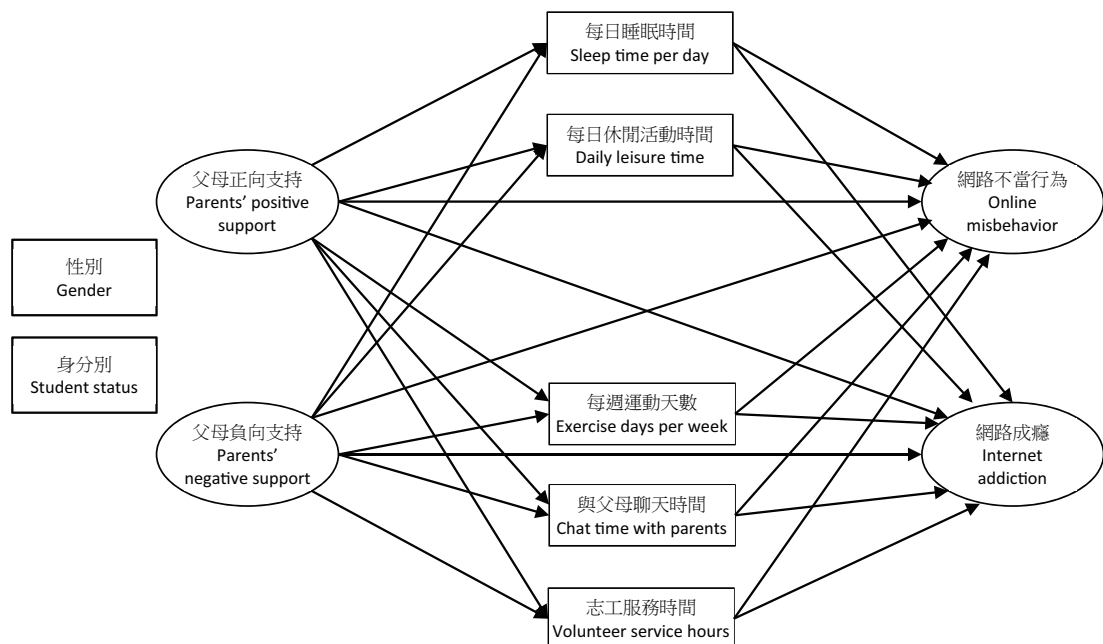 每日睡眠時間
Sleep time per day
每日休閒活動時間
Daily leisure time
父母正向支持
Parents’ positive
support
網路不當行為
Online
misbehavior
性別
Gender
身分別
Student status
每週運動天數
Exercise days per week
父母負向支持
Parents’
negative support
網路成癮
Internet
addiction
與父母聊天時間
Chat time with parents
志工服務時間
Volunteer service hours